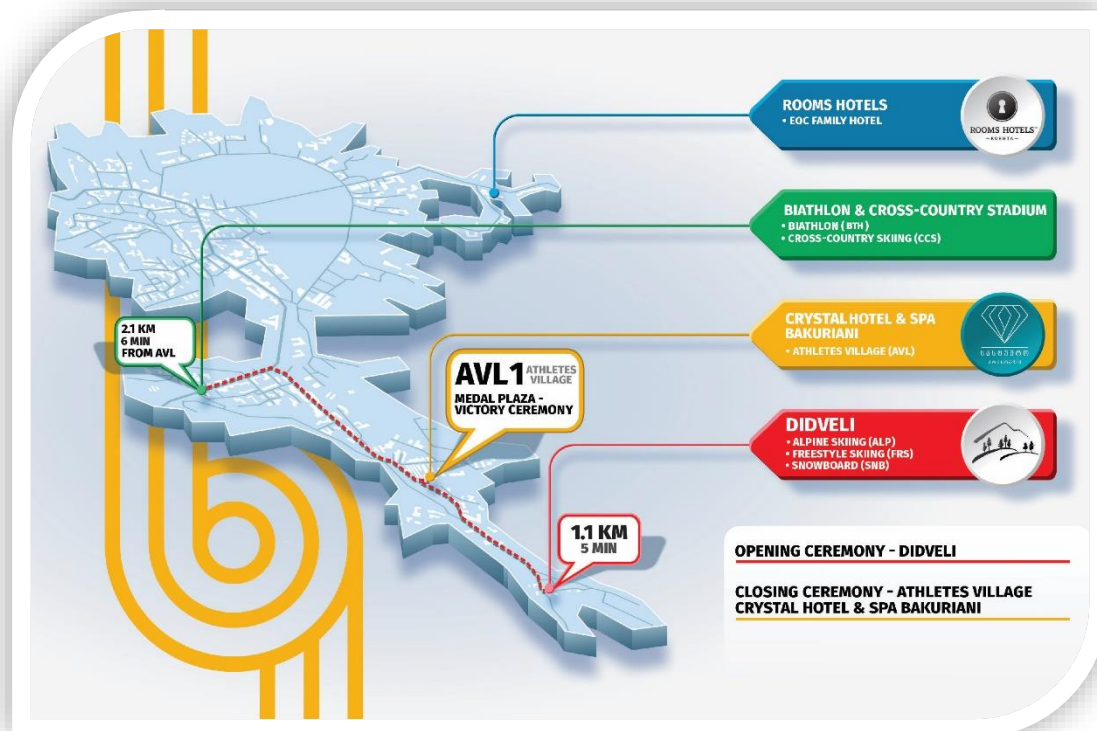 ROOMS HOTELS
• EOC FAMILY HOTEL
ROOMS HOTELS
BIATHLON & CROSS-COUNTRY STADIUM
• BIATHLON (BTH)
• CROSS-COUNTRY SKIING (CCS)
CRYSTAL HOTEL & SPA
BAKURIANI
• ATHLETES VILLAGE (AVL)
2.1 KM
6 MIN
FROM AVL
AVL1 ATHLETES
VILLAGE
MEDAL PLAZA -
VICTORY CEREMONY
DIDVELI
• ALPINE SKIING (ALP)
• FREESTYLE SKIING (FRS)
• SNOWBOARD (SNB)
1.1 KM
5 MIN
OPENING CEREMONY - DIDVELI
CLOSING CEREMONY - ATHLETES VILLAGE
CRYSTAL HOTEL & SPA BAKURIANI